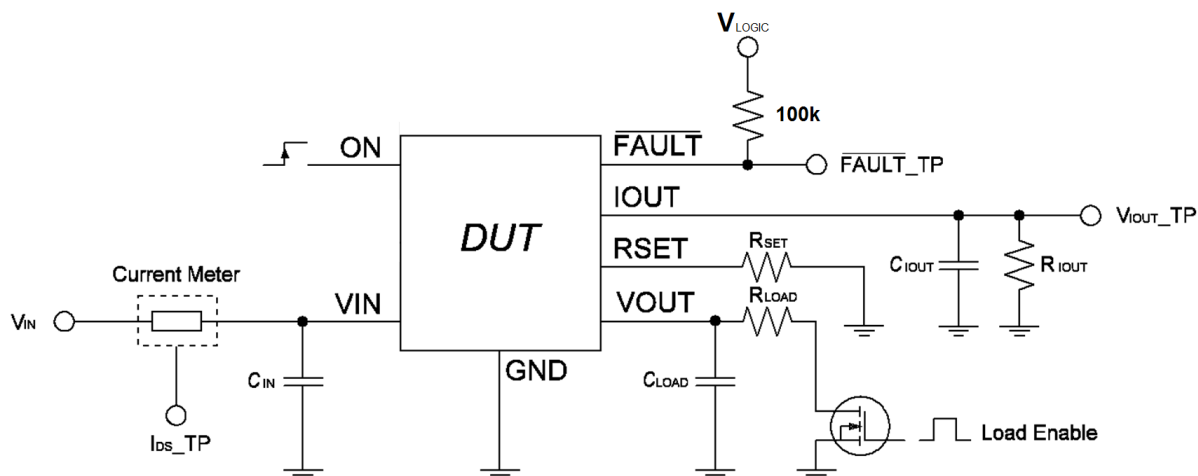 VLOGIC
100k
ON
FAULT
FAULT_TP
IOUT
VIOUT_TP
DUT
RSET
RSET
CIOUT
RIOUT
Current Meter
VIN
VIN
VOUT
RLOAD
GND
CIN
CLOAD
IDS_TP
Load Enable